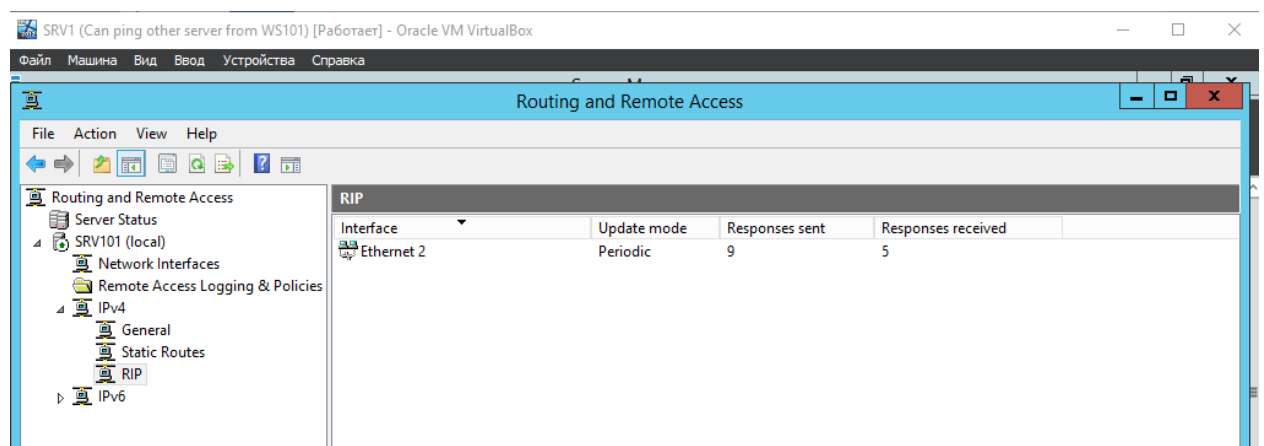 SRV1 (Can ping other server from WS101) [Работает] - Oracle VM VirtualBox
Файл Машина Вид Ввод Устройства Справка
Routing and Remote Access
File Action View Help
Routing and Remote Access
Server Status
SRV101 (local)
Network Interfaces
Remote Access Logging & Policies
IPv4
General
Static Routes
RIP
IPv6
RIP
Interface Update mode Responses sent Responses received
Ethernet 2 Periodic 9 5